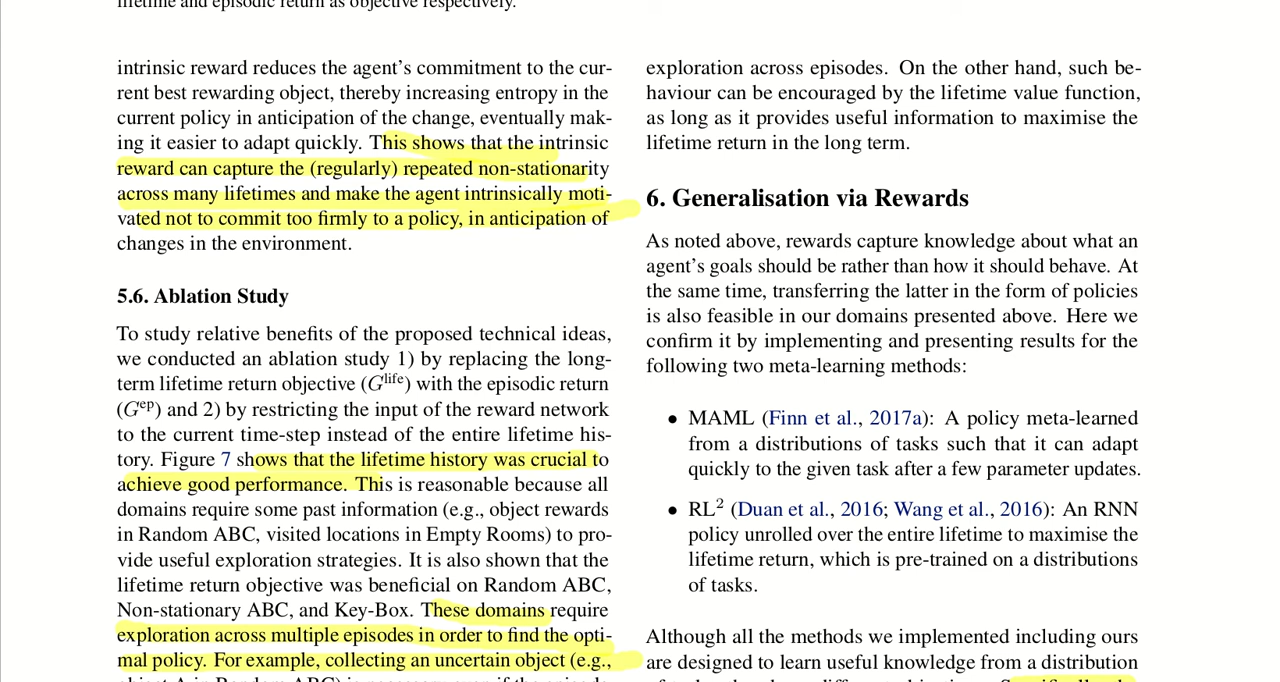 lifetime and episodic return as objective respectively.
intrinsic reward reduces the agent's commitment to the cur-
rent best rewarding object, thereby increasing entropy in the
current policy in anticipation of the change, eventually mak-
ing it easier to adapt quickly. This shows that the intrinsic
reward can capture the (regularly) repeated non-stationarity
across many lifetimes and make the agent intrinsically moti-
vated not to commit too firmly to a policy, in anticipation of
changes in the environment.
5.6. Ablation Study
To study relative benefits of the proposed technical ideas,
we conducted an ablation study 1) by replacing the long-
term lifetime return objective (G^life) with the episodic return
(G^ep) and 2) by restricting the input of the reward network
to the current time-step instead of the entire lifetime his-
tory. Figure 7 shows that the lifetime history was crucial to
achieve good performance. This is reasonable because all
domains require some past information (e.g., object rewards
in Random ABC, visited locations in Empty Rooms) to pro-
vide useful exploration strategies. It is also shown that the
lifetime return objective was beneficial on Random ABC,
Non-stationary ABC, and Key-Box. These domains require
exploration across multiple episodes in order to find the opti-
mal policy. For example, collecting an uncertain object (e.g.,
exploration across episodes. On the other hand, such be-
haviour can be encouraged by the lifetime value function,
as long as it provides useful information to maximise the
lifetime return in the long term.
6. Generalisation via Rewards
As noted above, rewards capture knowledge about what an
agent's goals should be rather than how it should behave. At
the same time, transferring the latter in the form of policies
is also feasible in our domains presented above. Here we
confirm it by implementing and presenting results for the
following two meta-learning methods:
• MAML (Finn et al., 2017a): A policy meta-learned
from a distributions of tasks such that it can adapt
quickly to the given task after a few parameter updates.
• RL² (Duan et al., 2016; Wang et al., 2016): An RNN
policy unrolled over the entire lifetime to maximise the
lifetime return, which is pre-trained on a distributions
of tasks.
Although all the methods we implemented including ours
are designed to learn useful knowledge from a distribution